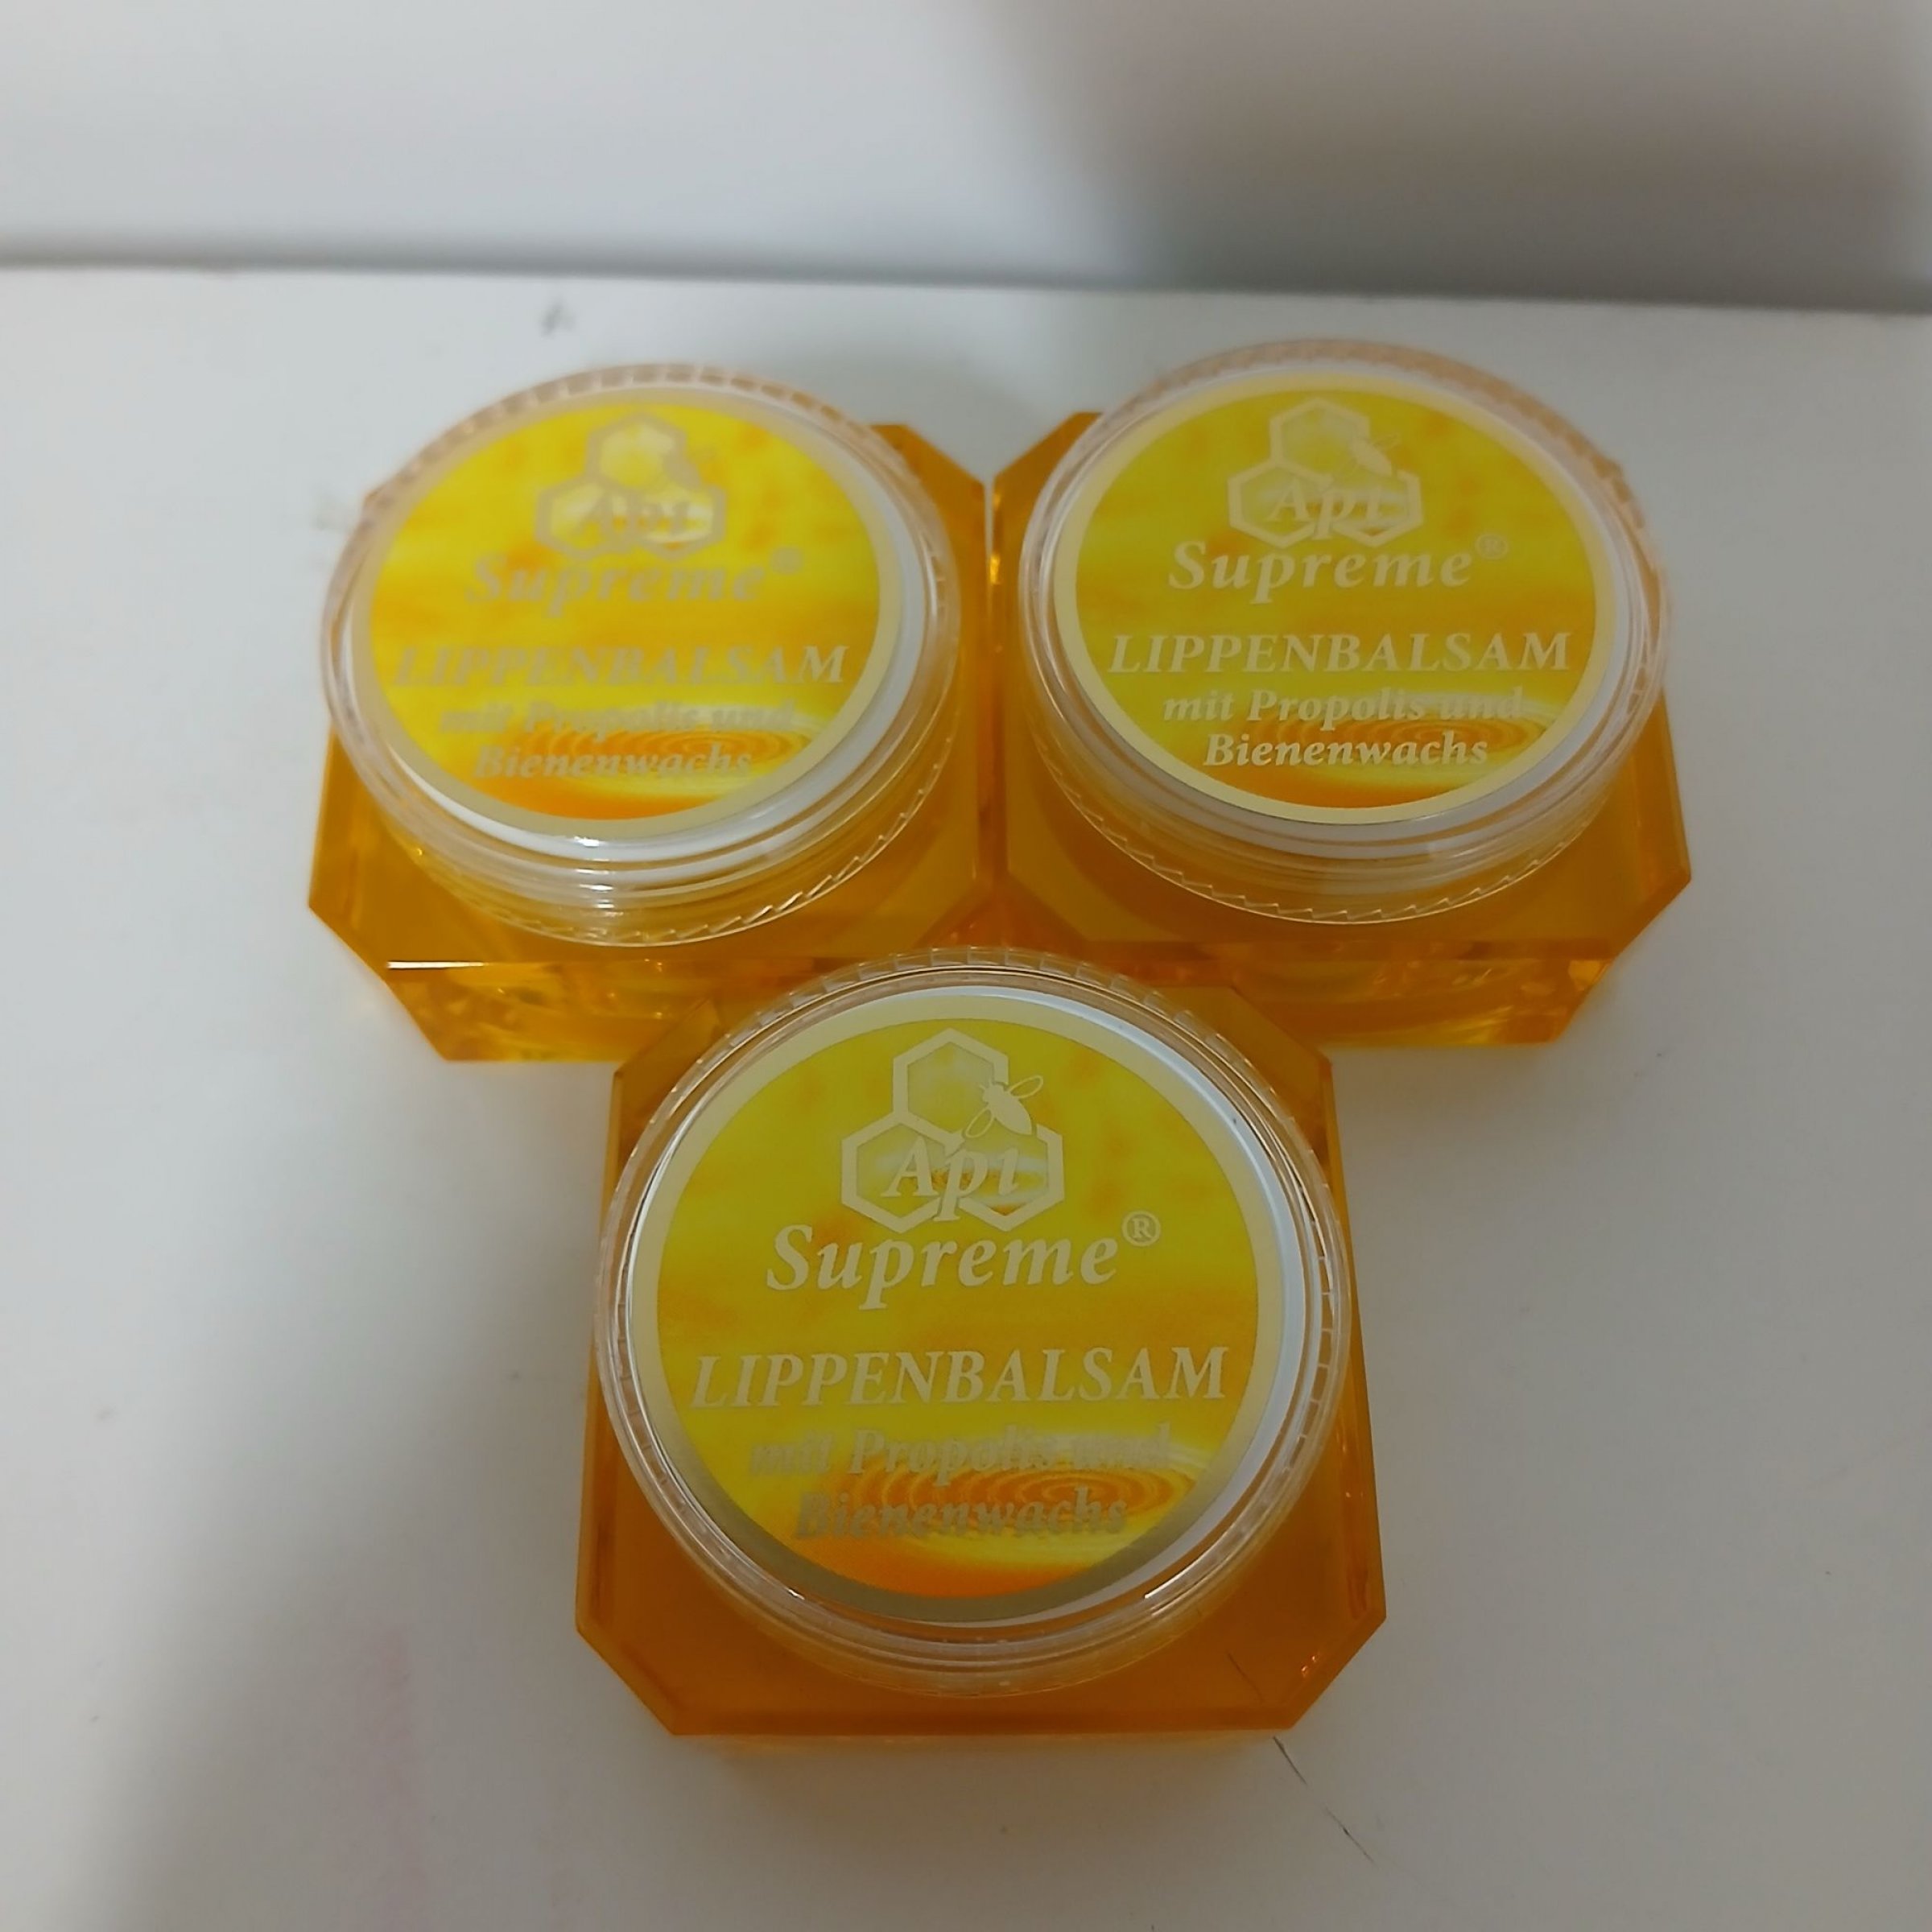 Api
Supreme®
LIPPENBALSAM
mit Propolis und
Bienenwachs
Api
Supreme®
LIPPENBALSAM
mit Propolis und
Bienenwachs
Api
Supreme®
LIPPENBALSAM
mit Propolis und
Bienenwachs